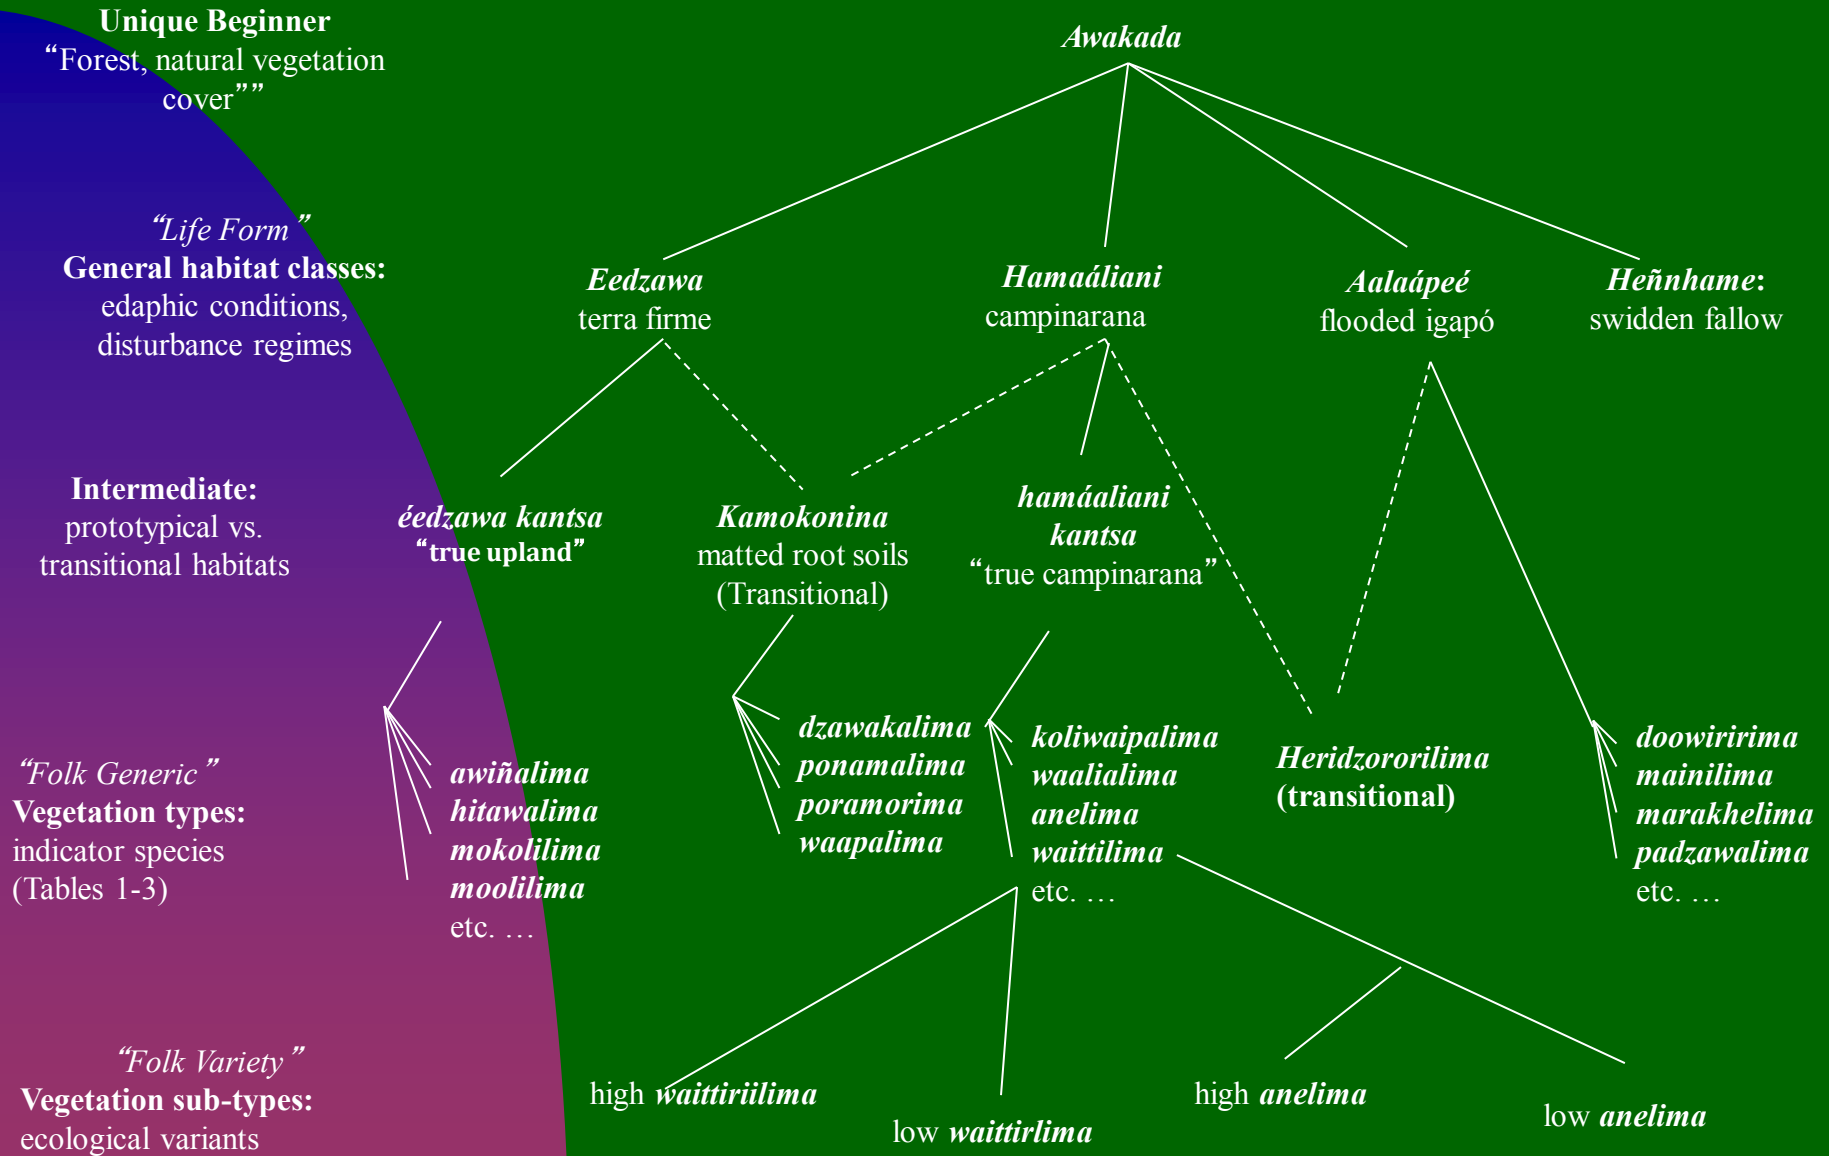 Unique Beginner
“Forest, natural vegetation
cover””
Awakada
“Life Form”
General habitat classes:
edaphic conditions,
disturbance regimes
Eedzawa
terra firme
Hamaáliani
campinarana
Aalaápeé
flooded igapó
Heñnhame:
swidden fallow
Intermediate:
prototypical vs.
transitional habitats
éedzawa kantsa
“true upland”
Kamokonina
matted root soils
(Transitional)
hamáaliani
kantsa
“true campinarana”
“Folk Generic”
Vegetation types:
indicator species
(Tables 1-3)
awiñalima
hitawalima
mokolilima
moolilima
etc. …
dzawakalima
ponamalima
poramorima
waapalima
koliwaipalima
waalialima
anelima
waittilima
etc. …
Heridzororilima
(transitional)
doowiririma
mainilima
marakhelima
padzawalima
etc. …
“Folk Variety”
Vegetation sub-types:
ecological variants
high waittiriilima
low waittirlima
high anelima
low anelima